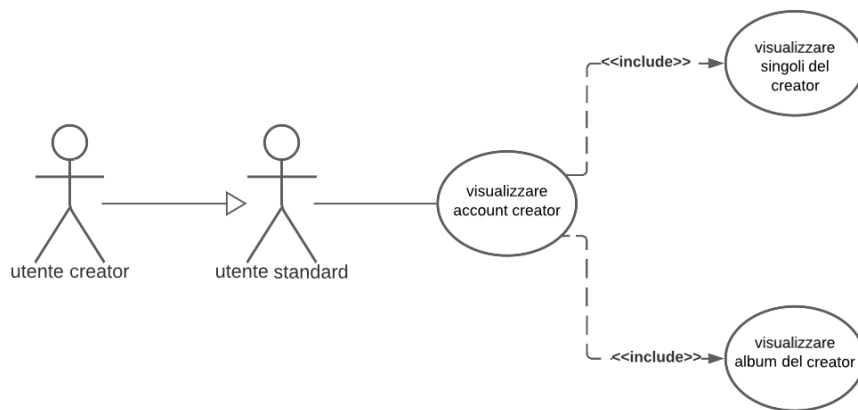 visualizzare
singoli del
creator
<<include>>
visualizzare
account creator
utente creator
utente standard
<<include>>
visualizzare
album del creator